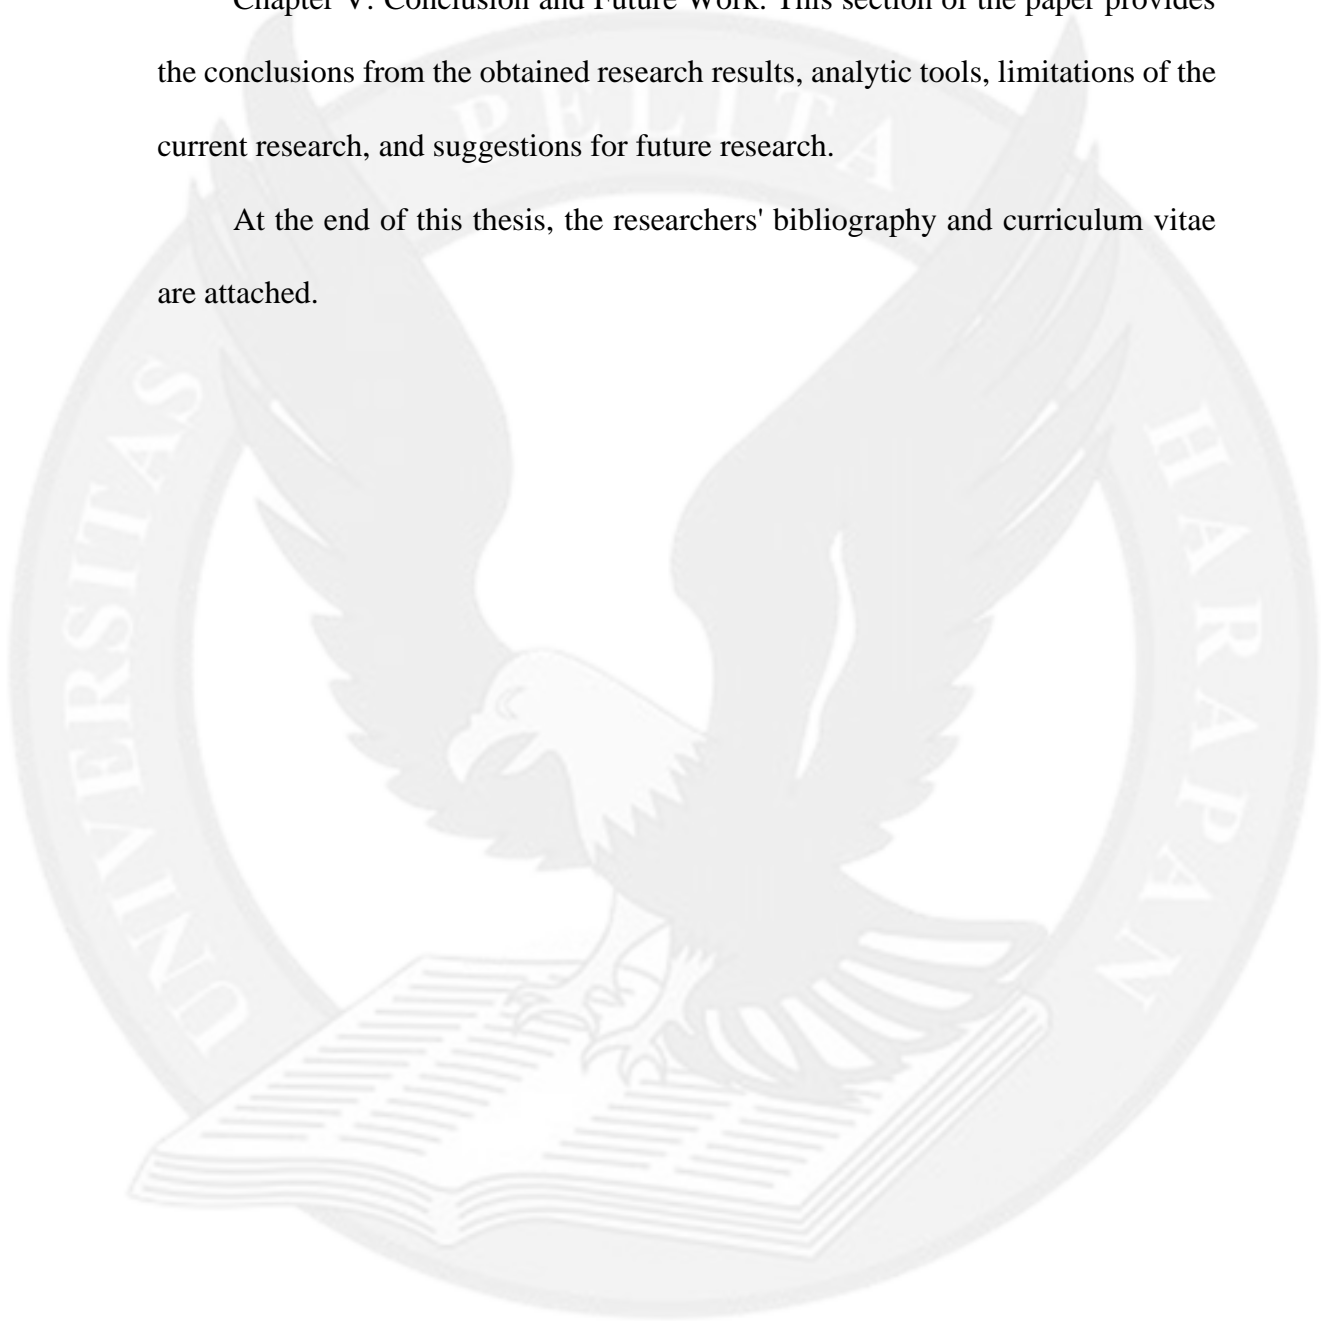 Chapter V: Conclusion and Future Work. This section of the paper provides
the conclusions from the obtained research results, analytic tools, limitations of the
current research, and suggestions for future research.
At the end of this thesis, the researchers' bibliography and curriculum vitae
are attached.
UNIVERSITAS PELITA HARAPAN